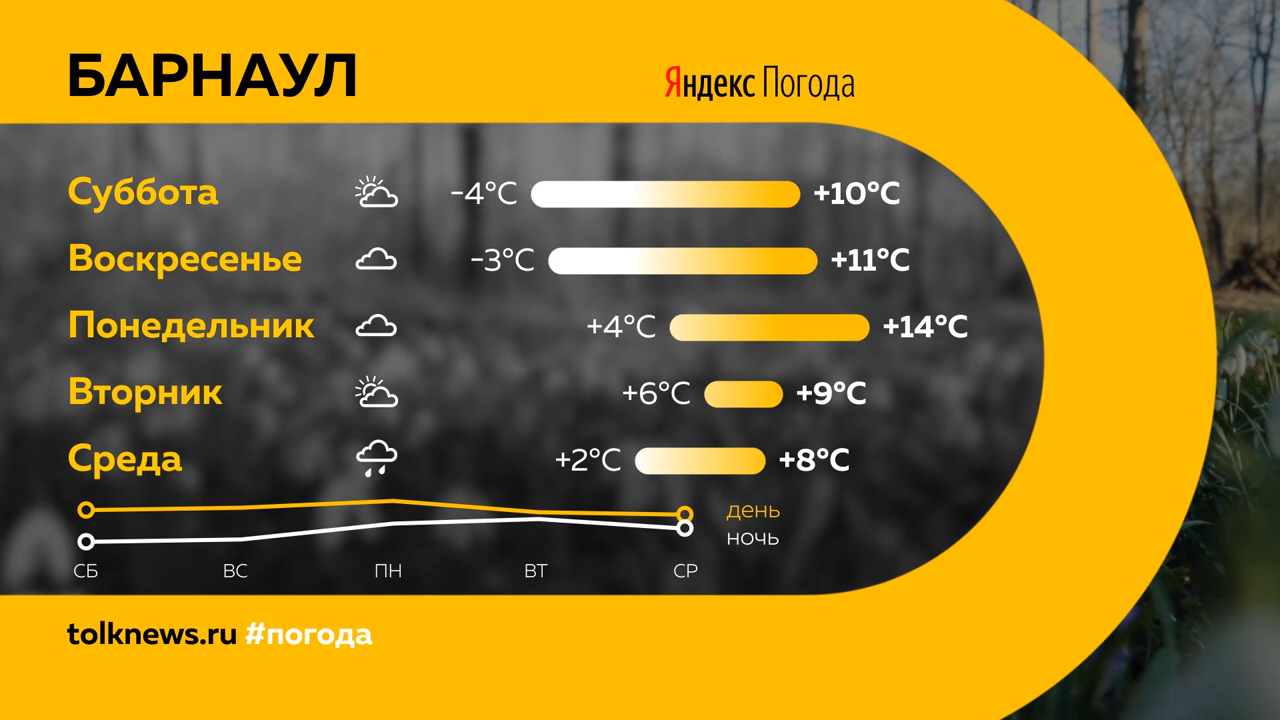 БАРНАУЛ
Яндекс Погода
Суббота −4°C +10°C
Воскресенье −3°C +11°C
Понедельник +4°C +14°C
Вторник +6°C +9°C
Среда +2°C +8°C
день
ночь
СБ ВС ПН ВТ СР
tolknews.ru #погода